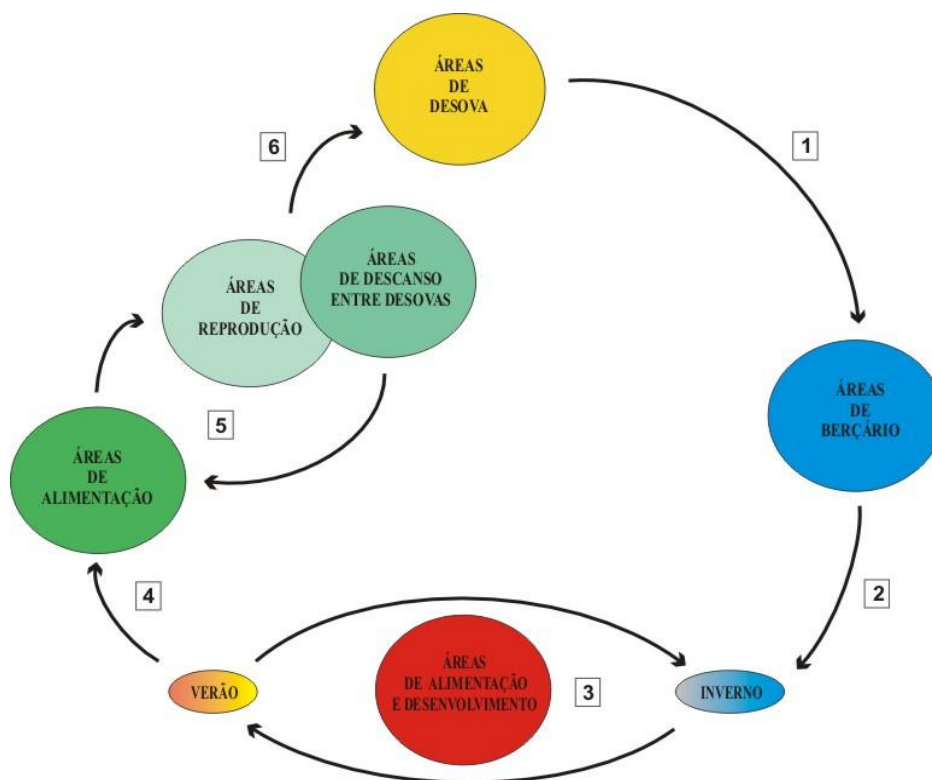 ÁREAS
DE
DESOVA
1
6
ÁREAS
DE DESCANSO
ENTRE DESOVAS
ÁREAS
DE
REPRODUÇÃO
ÁREAS
DE
BERÇÁRIO
5
ÁREAS
DE
ALIMENTAÇÃO
4
2
ÁREAS
DE ALIMENTAÇÃO
E DESENVOLVIMENTO
3
VERÃO
INVERNO